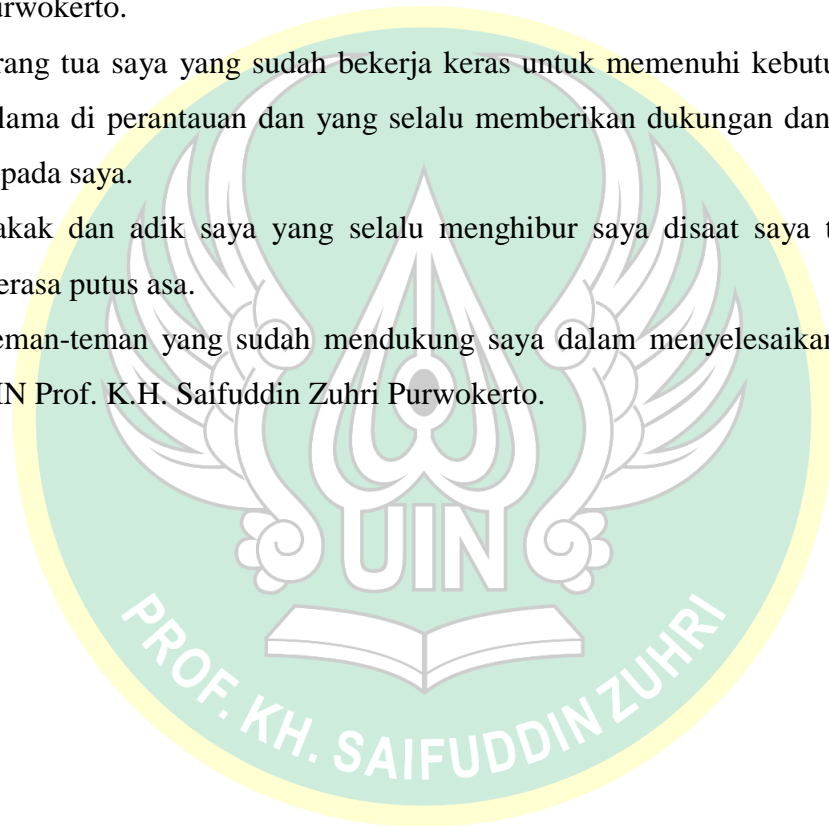 urwokerto.
rang tua saya yang sudah bekerja keras untuk memenuhi kebutu
lama di perantauan dan yang selalu memberikan dukungan dan
pada saya.
akak dan adik saya yang selalu menghibur saya disaat saya t
erasa putus asa.
eman-teman yang sudah mendukung saya dalam menyelesaikan
IN Prof. K.H. Saifuddin Zuhri Purwokerto.
UIN
PROF. KH. SAIFUDDIN ZUHRI